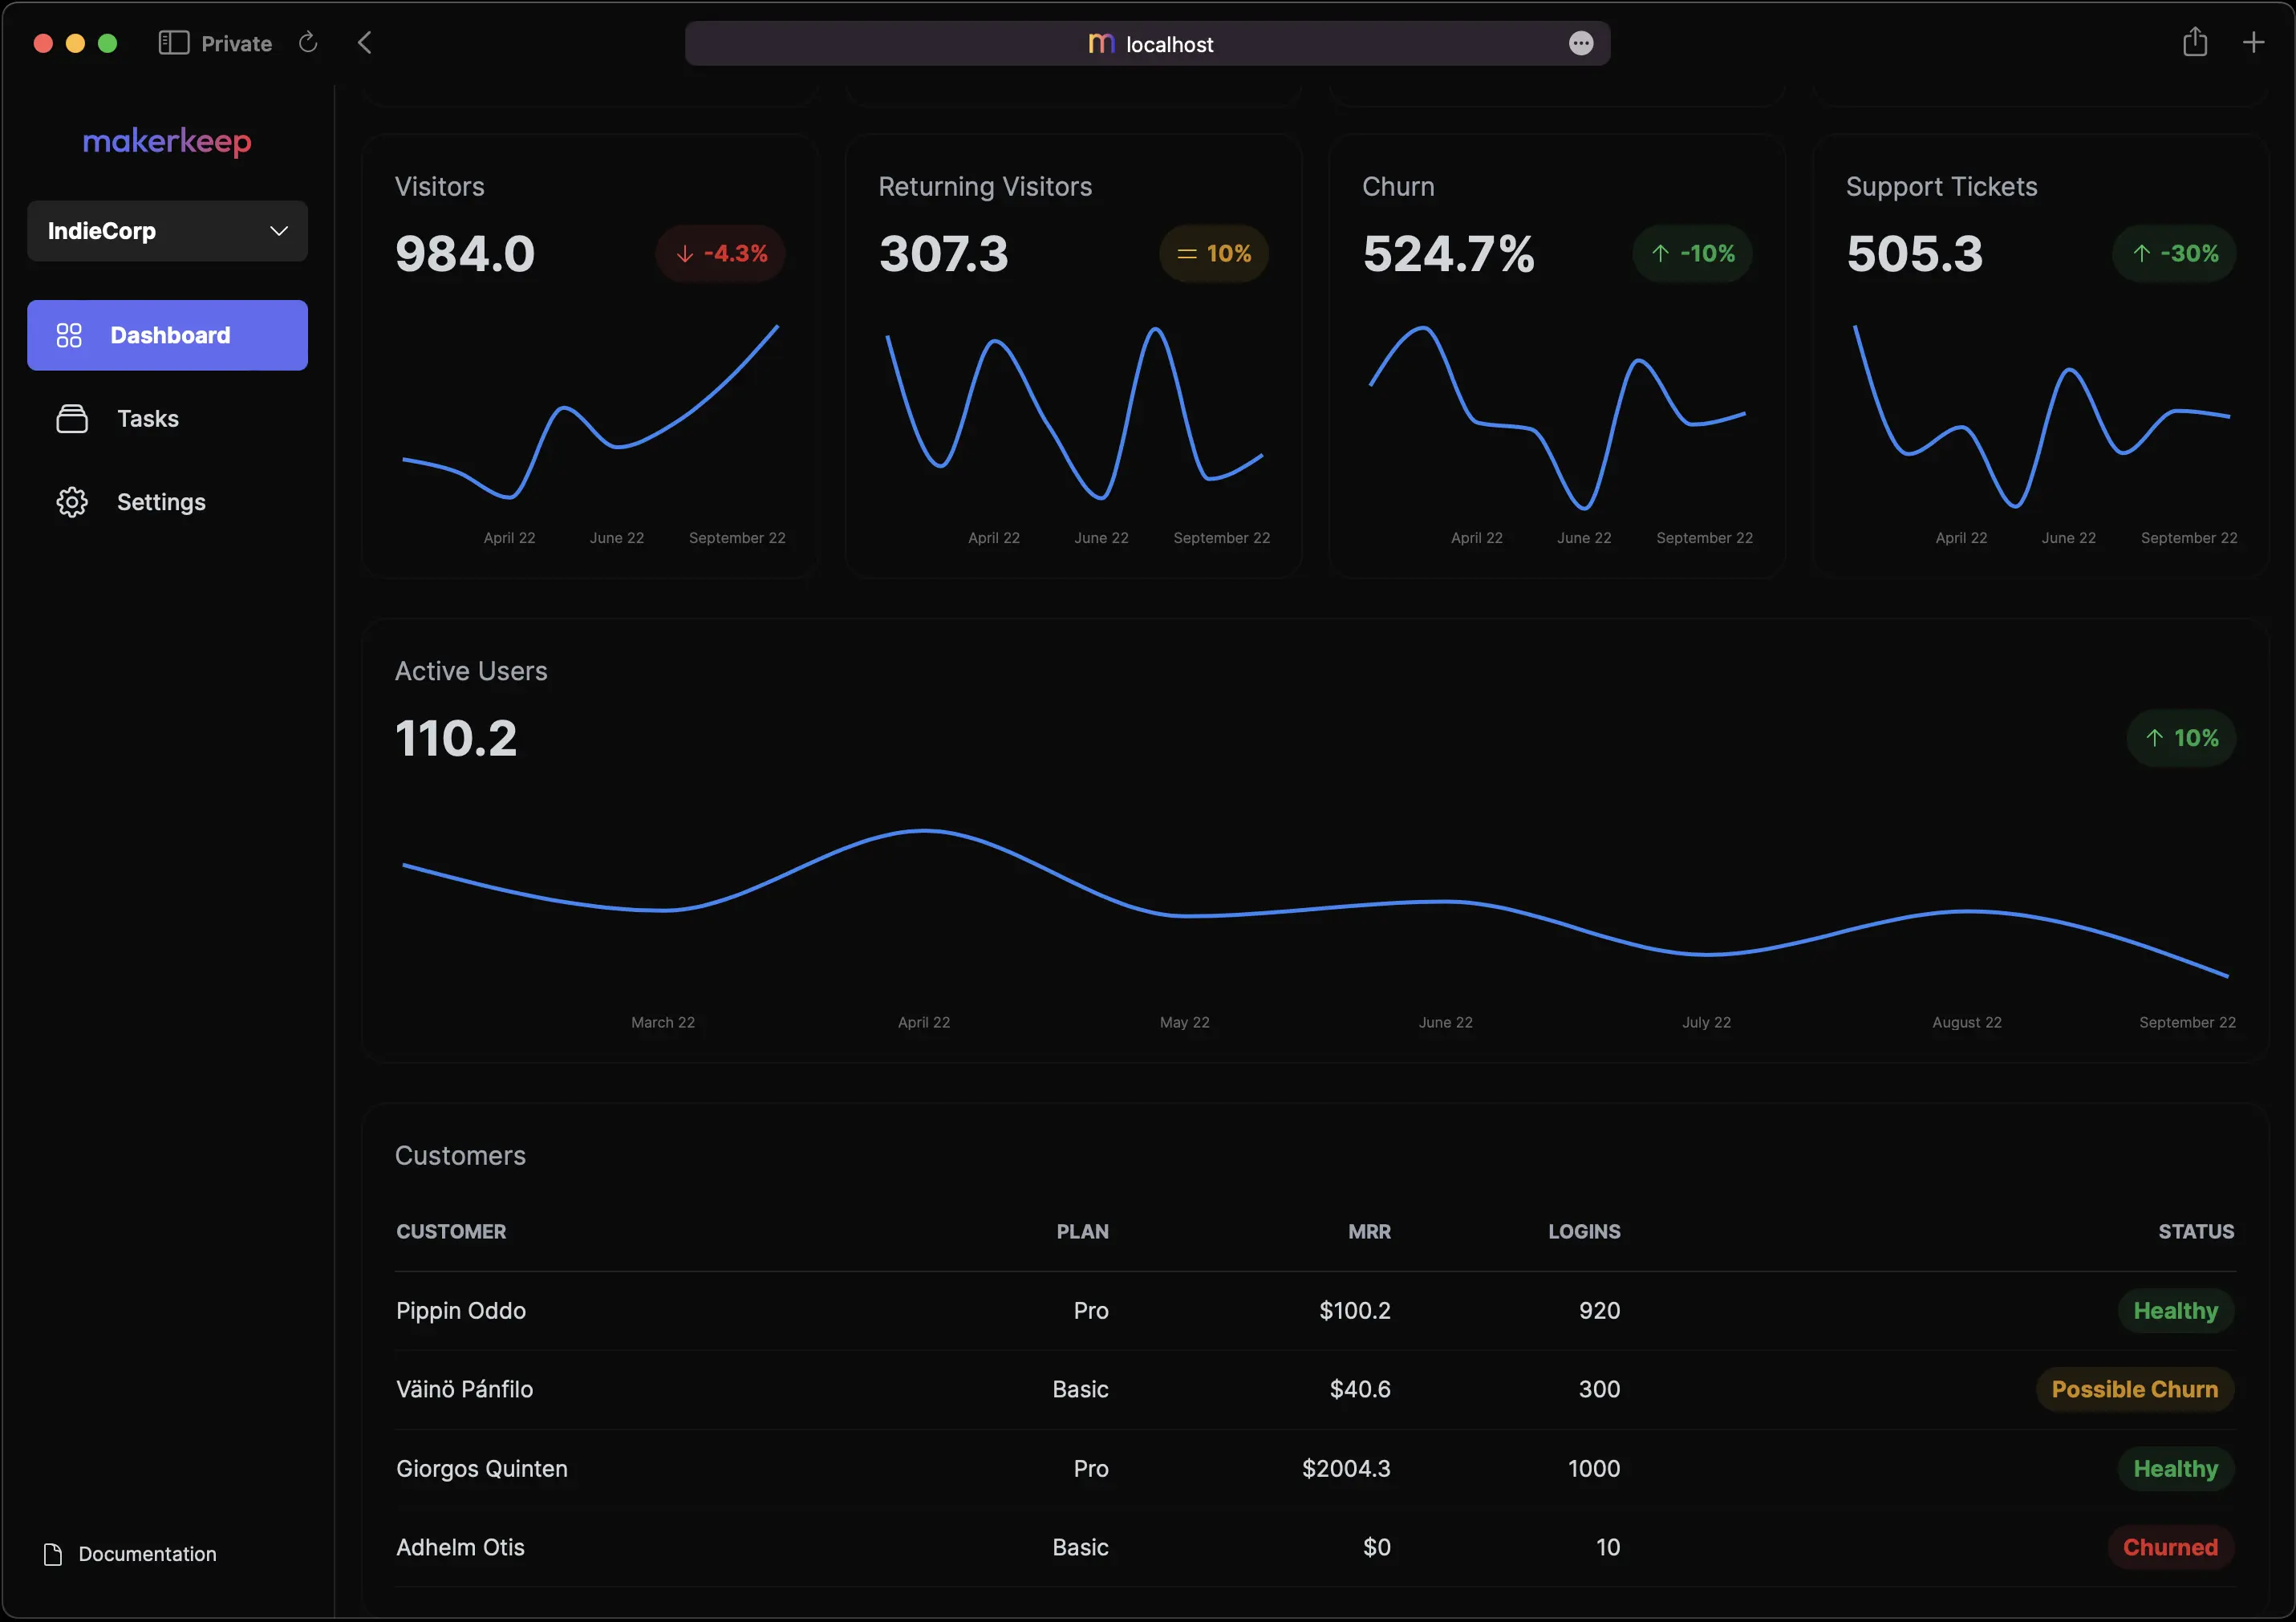 Private
m localhost
makerkeep
IndieCorp
Dashboard
Tasks
Settings
Documentation
Visitors
984.0 ↓ -4.3%
April 22 June 22 September 22
Returning Visitors
307.3 = 10%
April 22 June 22 September 22
Churn
524.7% ↑ -10%
April 22 June 22 September 22
Support Tickets
505.3 ↑ -30%
April 22 June 22 September 22
Active Users
110.2 ↑ 10%
March 22 April 22 May 22 June 22 July 22 August 22 September 22
Customers
CUSTOMER PLAN MRR LOGINS STATUS
Pippin Oddo Pro $100.2 920 Healthy
Väinö Pánfilo Basic $40.6 300 Possible Churn
Giorgos Quinten Pro $2004.3 1000 Healthy
Adhelm Otis Basic $0 10 Churned